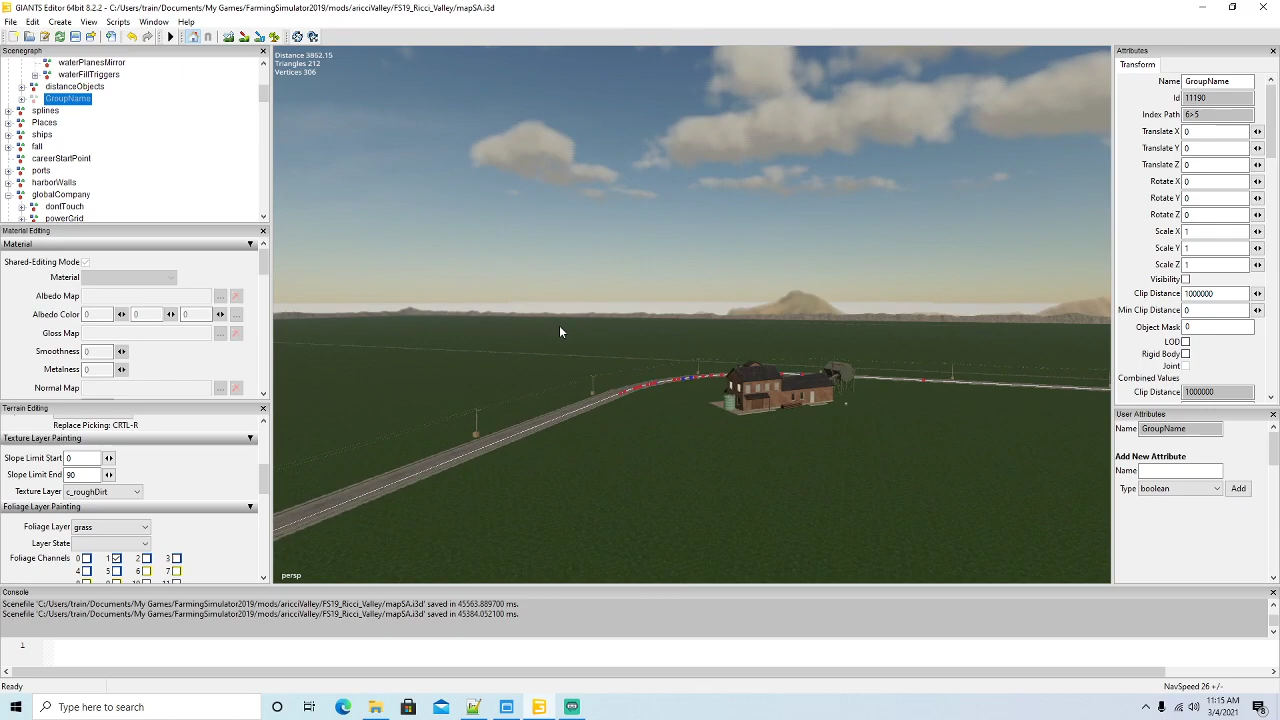 GIANTS Editor 64bit 8.2.2 - C:/Users/train/Documents/My Games/FarmingSimulator2019/mods/aricciValley/FS19_Ricci_Valley/mapSA.i3d
File Edit Create View Scripts Window Help
Scenegraph
waterPlanesMirror
waterFillTriggers
distanceObjects
GroupName
splines
Places
ships
fall
careerStartPoint
ports
harborWalls
globalCompany
dontTouch
powerGrid
Material Editing
Material
Shared-Editing Mode
Material
Albedo Map
Albedo Color 0 0 0
Gloss Map
Smoothness 0
Metalness 0
Normal Map
Terrain Editing
Replace Picking: CRTL-R
Texture Layer Painting
Slope Limit Start 0
Slope Limit End 90
Texture Layer c_roughDirt
Foliage Layer Painting
Foliage Layer grass
Layer State
Foliage Channels 0 1 2 3
4 5 6 7
Distance 3862.15
Triangles 212
Vertices 306
persp
Attributes
Transform
Name GroupName
Id 11190
Index Path 6>5
Translate X 0
Translate Y 0
Translate Z 0
Rotate X 0
Rotate Y 0
Rotate Z 0
Scale X 1
Scale Y 1
Scale Z 1
Visibility
Clip Distance 1000000
Min Clip Distance 0
Object Mask 0
LOD
Rigid Body
Joint
Combined Values
Clip Distance 1000000
User Attributes
Name GroupName
Add New Attribute
Name
Type boolean Add
Console
Scenefile 'C:/Users/train/Documents/My Games/FarmingSimulator2019/mods/aricciValley/FS19_Ricci_Valley/mapSA.i3d' saved in 45563.889700 ms.
Scenefile 'C:/Users/train/Documents/My Games/FarmingSimulator2019/mods/aricciValley/FS19_Ricci_Valley/mapSA.i3d' saved in 45384.052100 ms.
1
Ready
NavSpeed 26 +/-
Type here to search
11:15 AM
3/4/2021
2